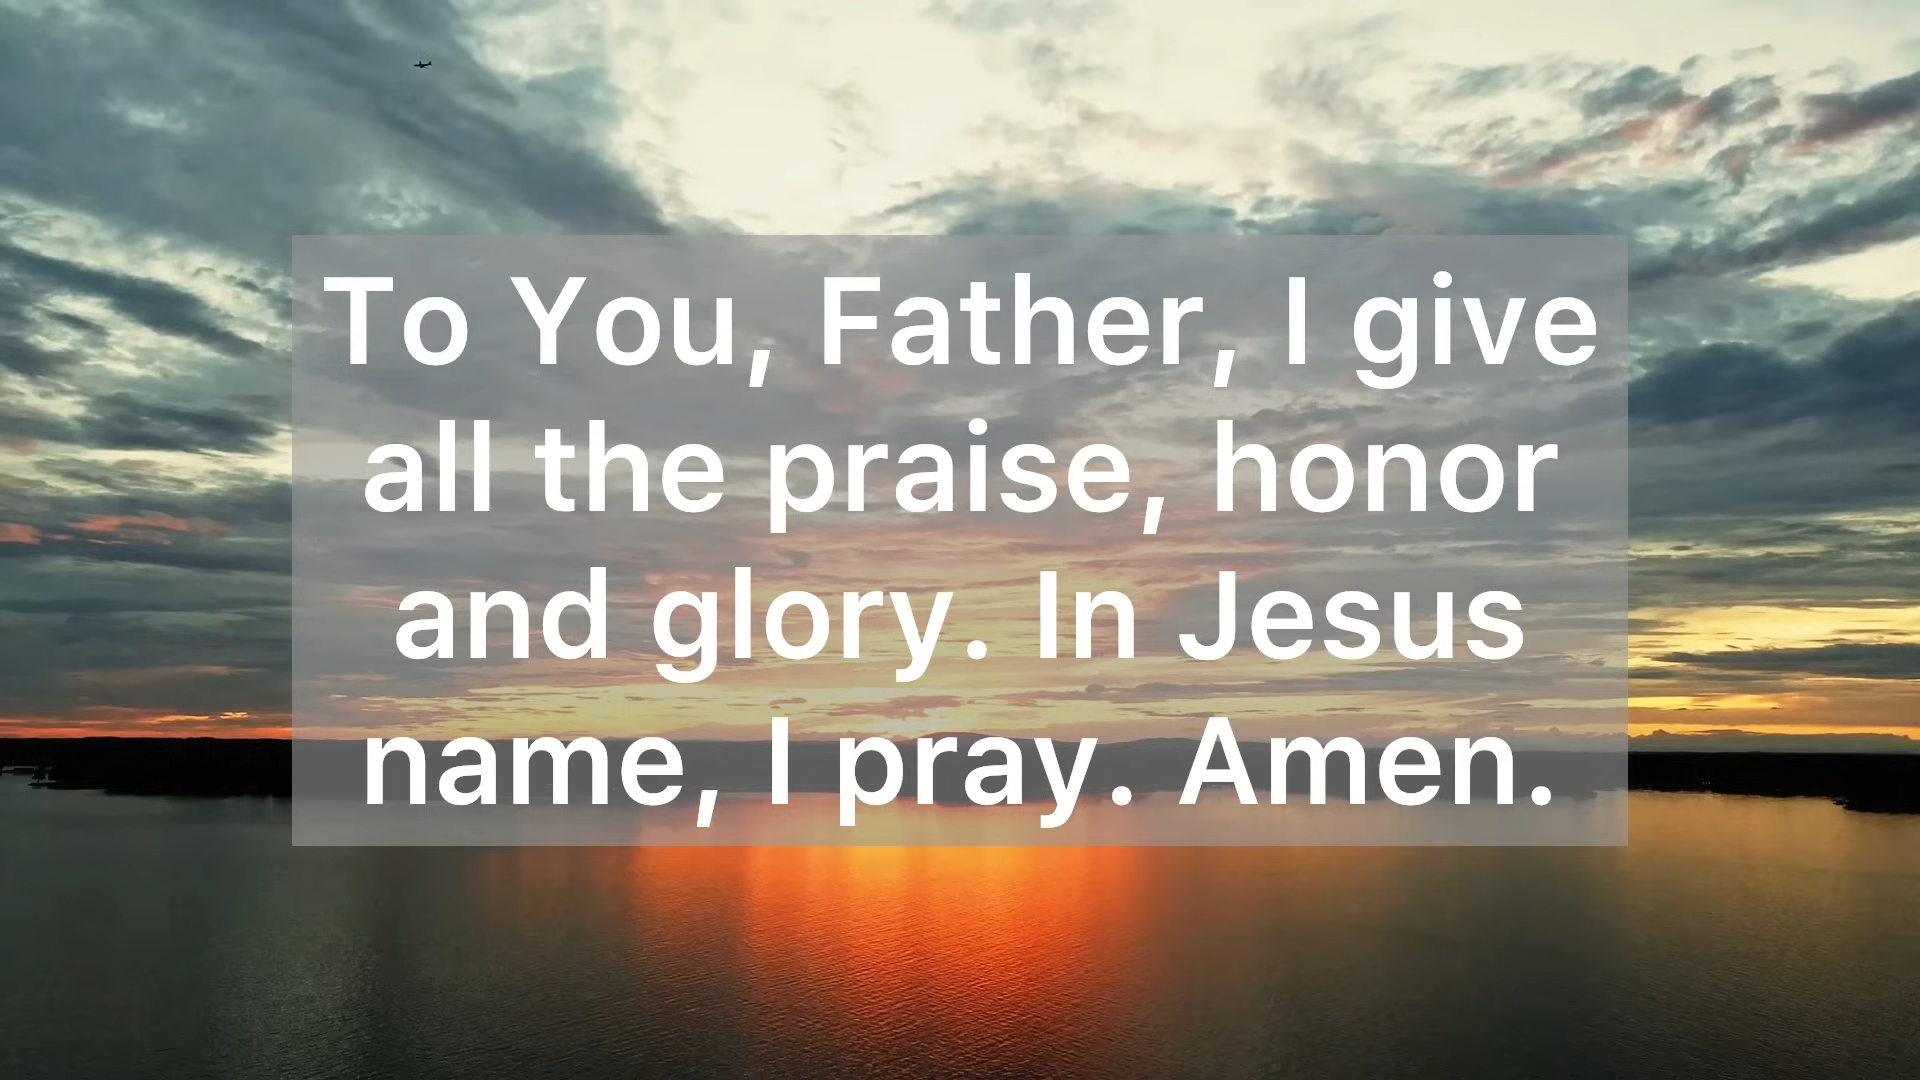 To You, Father, I give
all the praise, honor
and glory. In Jesus
name, I pray. Amen.